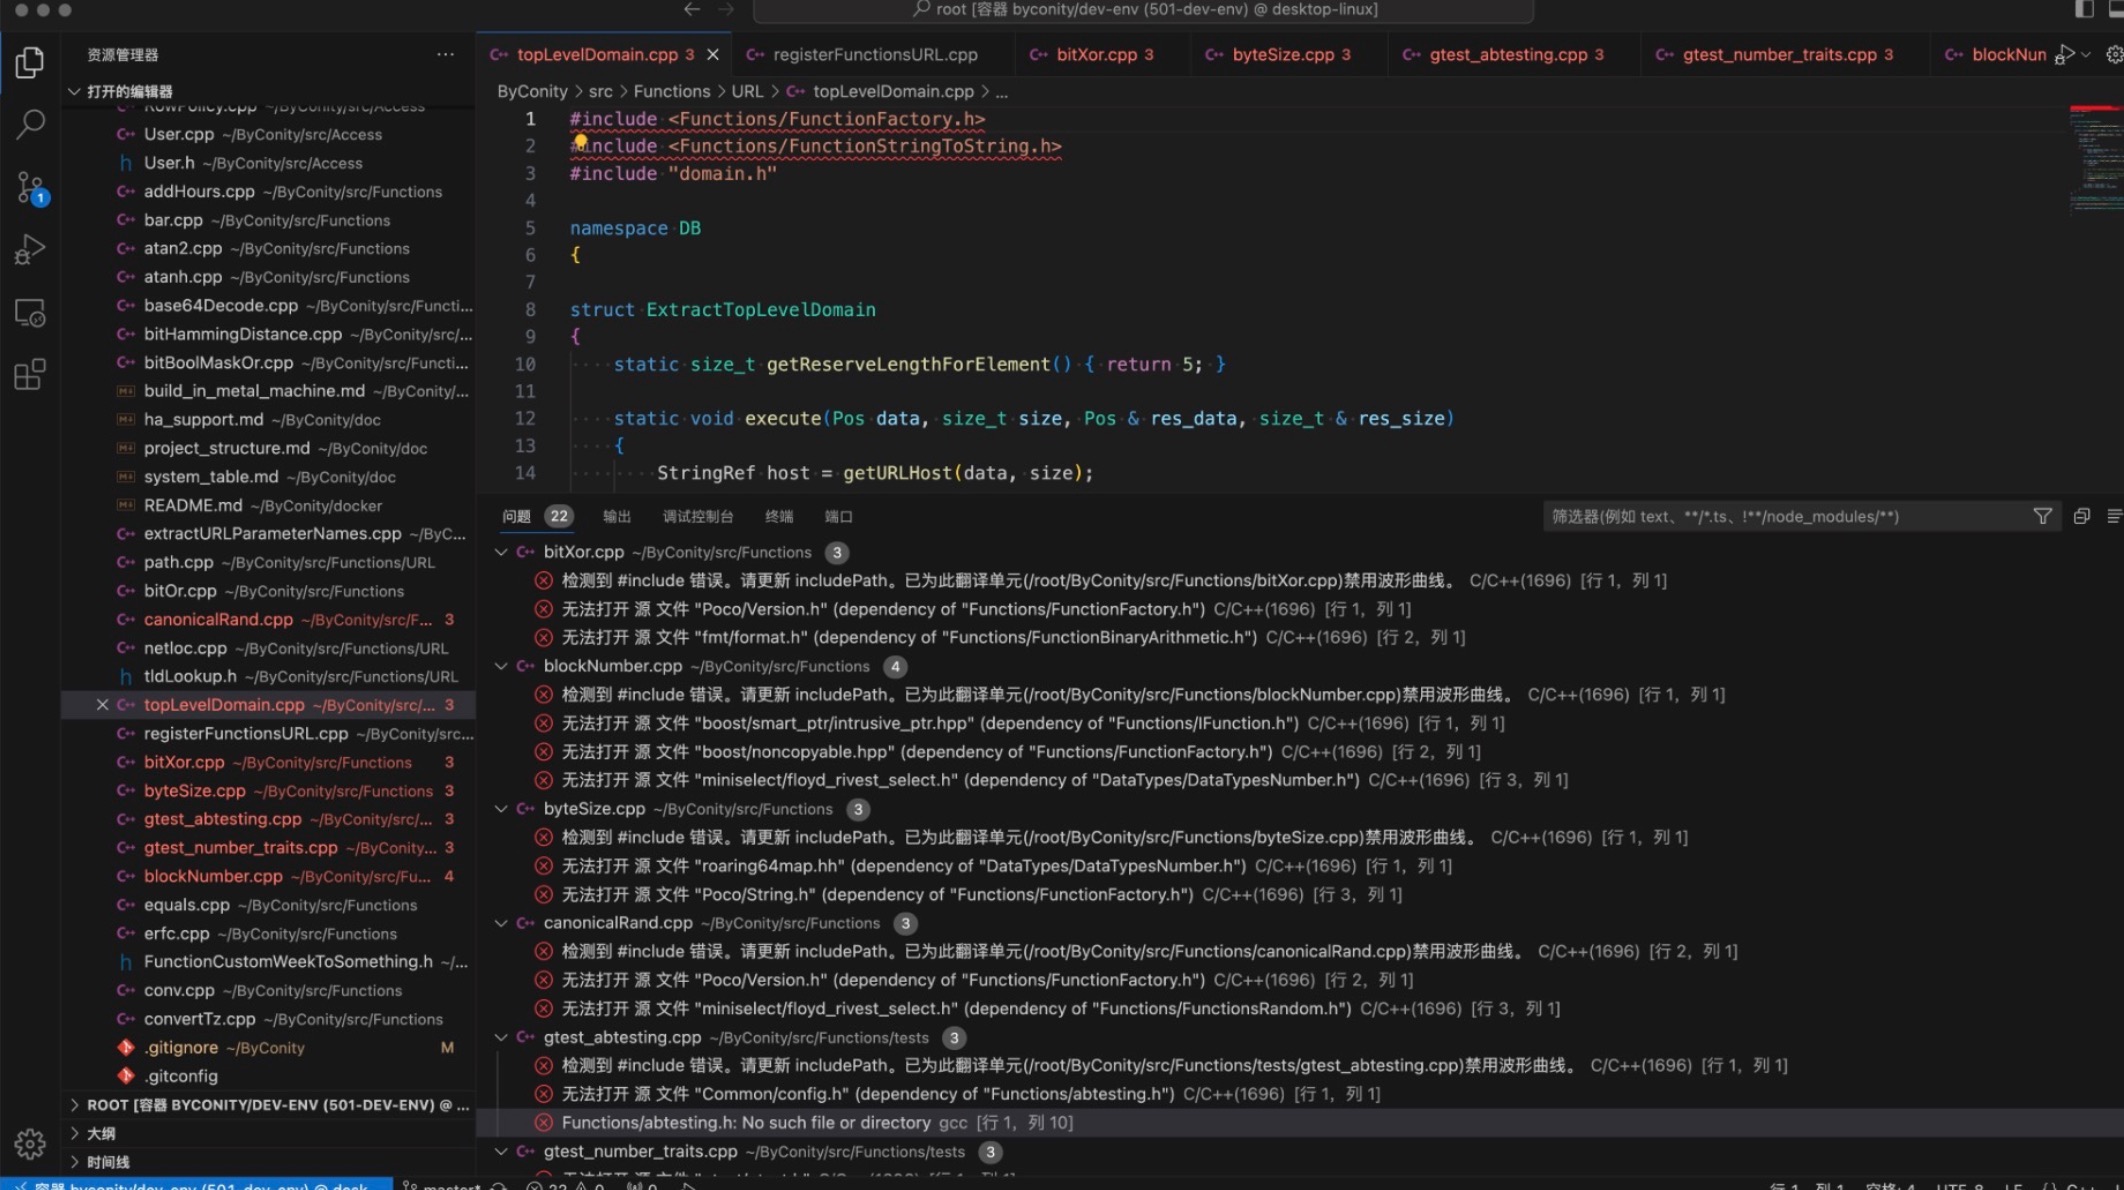 root [容器 byconity/dev-env (501-dev-env) @ desktop-linux]
资源管理器
打开的编辑器
RowPolicy.cpp ~/ByConity/src/Access
User.cpp ~/ByConity/src/Access
User.h ~/ByConity/src/Access
addHours.cpp ~/ByConity/src/Functions
bar.cpp ~/ByConity/src/Functions
atan2.cpp ~/ByConity/src/Functions
atanh.cpp ~/ByConity/src/Functions
base64Decode.cpp ~/ByConity/src/Functi...
bitHammingDistance.cpp ~/ByConity/src/...
bitBoolMaskOr.cpp ~/ByConity/src/Functi...
build_in_metal_machine.md ~/ByConity/...
ha_support.md ~/ByConity/doc
project_structure.md ~/ByConity/doc
system_table.md ~/ByConity/doc
README.md ~/ByConity/docker
extractURLParameterNames.cpp ~/ByC...
path.cpp ~/ByConity/src/Functions/URL
bitOr.cpp ~/ByConity/src/Functions
canonicalRand.cpp ~/ByConity/src/F... 3
netloc.cpp ~/ByConity/src/Functions/URL
tldLookup.h ~/ByConity/src/Functions/URL
topLevelDomain.cpp ~/ByConity/src/... 3
registerFunctionsURL.cpp ~/ByConity/src...
bitXor.cpp ~/ByConity/src/Functions 3
byteSize.cpp ~/ByConity/src/Functions 3
gtest_abtesting.cpp ~/ByConity/src/... 3
gtest_number_traits.cpp ~/ByConity... 3
blockNumber.cpp ~/ByConity/src/Fu... 4
equals.cpp ~/ByConity/src/Functions
erfc.cpp ~/ByConity/src/Functions
FunctionCustomWeekToSomething.h ~/...
conv.cpp ~/ByConity/src/Functions
convertTz.cpp ~/ByConity/src/Functions
.gitignore ~/ByConity M
.gitconfig
ROOT [容器 BYCONITY/DEV-ENV (501-DEV-ENV) @ ...
大纲
时间线
1
topLevelDomain.cpp 3 registerFunctionsURL.cpp bitXor.cpp 3 byteSize.cpp 3 gtest_abtesting.cpp 3 gtest_number_traits.cpp 3 blockNun
ByConity > src > Functions > URL > topLevelDomain.cpp > ...
1 #include <Functions/FunctionFactory.h>
2 #include <Functions/FunctionStringToString.h>
3 #include "domain.h"
4
5 namespace DB
6 {
7
8 struct ExtractTopLevelDomain
9 {
10 static size_t getReserveLengthForElement() { return 5; }
11
12 static void execute(Pos data, size_t size, Pos & res_data, size_t & res_size)
13 {
14 StringRef host = getURLHost(data, size);
问题 22 输出 调试控制台 终端 端口
筛选器(例如 text、**/*.ts、!**/node_modules/**)
bitXor.cpp ~/ByConity/src/Functions 3
检测到 #include 错误。请更新 includePath。已为此翻译单元(/root/ByConity/src/Functions/bitXor.cpp)禁用波形曲线。 C/C++(1696) [行 1，列 1]
无法打开 源 文件 "Poco/Version.h" (dependency of "Functions/FunctionFactory.h") C/C++(1696) [行 1，列 1]
无法打开 源 文件 "fmt/format.h" (dependency of "Functions/FunctionBinaryArithmetic.h") C/C++(1696) [行 2，列 1]
blockNumber.cpp ~/ByConity/src/Functions 4
检测到 #include 错误。请更新 includePath。已为此翻译单元(/root/ByConity/src/Functions/blockNumber.cpp)禁用波形曲线。 C/C++(1696) [行 1，列 1]
无法打开 源 文件 "boost/smart_ptr/intrusive_ptr.hpp" (dependency of "Functions/IFunction.h") C/C++(1696) [行 1，列 1]
无法打开 源 文件 "boost/noncopyable.hpp" (dependency of "Functions/FunctionFactory.h") C/C++(1696) [行 2，列 1]
无法打开 源 文件 "miniselect/floyd_rivest_select.h" (dependency of "DataTypes/DataTypesNumber.h") C/C++(1696) [行 3，列 1]
byteSize.cpp ~/ByConity/src/Functions 3
检测到 #include 错误。请更新 includePath。已为此翻译单元(/root/ByConity/src/Functions/byteSize.cpp)禁用波形曲线。 C/C++(1696) [行 1，列 1]
无法打开 源 文件 "roaring64map.hh" (dependency of "DataTypes/DataTypesNumber.h") C/C++(1696) [行 1，列 1]
无法打开 源 文件 "Poco/String.h" (dependency of "Functions/FunctionFactory.h") C/C++(1696) [行 3，列 1]
canonicalRand.cpp ~/ByConity/src/Functions 3
检测到 #include 错误。请更新 includePath。已为此翻译单元(/root/ByConity/src/Functions/canonicalRand.cpp)禁用波形曲线。 C/C++(1696) [行 2，列 1]
无法打开 源 文件 "Poco/Version.h" (dependency of "Functions/FunctionFactory.h") C/C++(1696) [行 2，列 1]
无法打开 源 文件 "miniselect/floyd_rivest_select.h" (dependency of "Functions/FunctionsRandom.h") C/C++(1696) [行 3，列 1]
gtest_abtesting.cpp ~/ByConity/src/Functions/tests 3
检测到 #include 错误。请更新 includePath。已为此翻译单元(/root/ByConity/src/Functions/tests/gtest_abtesting.cpp)禁用波形曲线。 C/C++(1696) [行 1，列 1]
无法打开 源 文件 "Common/config.h" (dependency of "Functions/abtesting.h") C/C++(1696) [行 1，列 1]
Functions/abtesting.h: No such file or directory gcc [行 1，列 10]
gtest_number_traits.cpp ~/ByConity/src/Functions/tests 3
容器 byconity/dev-env (501-dev-env) @ desk... master* 22 0 0 行 1，列 1 空格: 4 UTF-8 LF C++